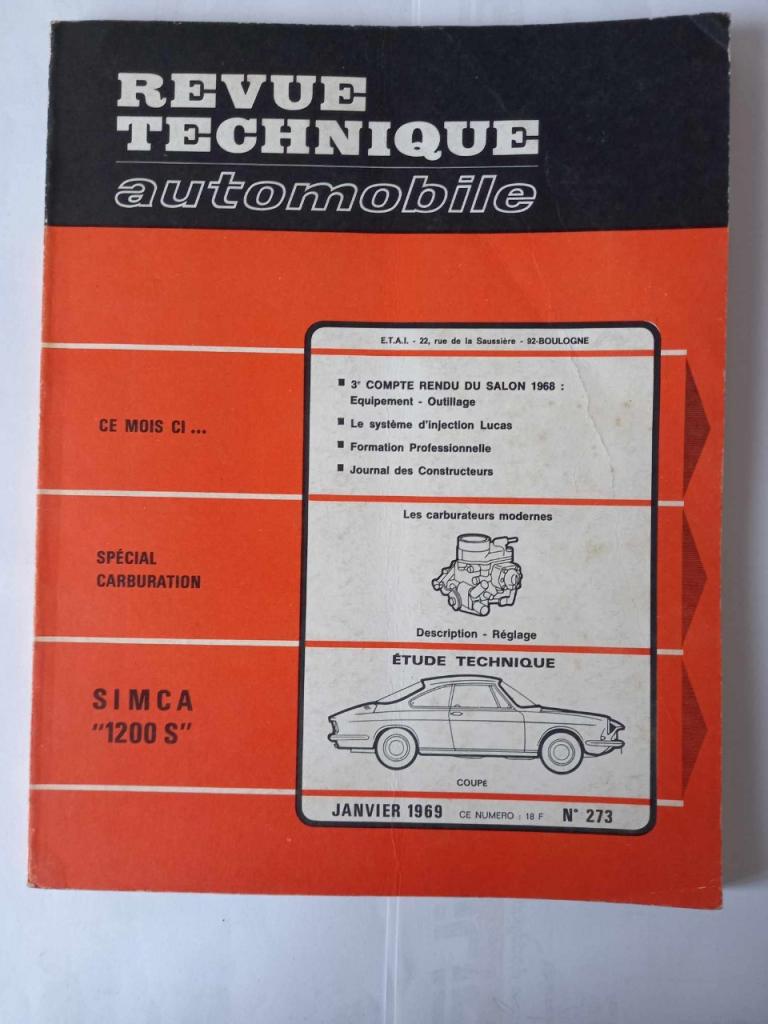 REVUE
TECHNIQUE
automobile
E.T.A.I. - 22, rue de la Saussière - 92-BOULOGNE
CE MOIS CI ...
3e COMPTE RENDU DU SALON 1968 :
Equipement - Outillage
Le système d'injection Lucas
Formation Professionnelle
Journal des Constructeurs
SPÉCIAL
CARBURATION
Les carburateurs modernes
Description - Réglage
SIMCA
"1200 S"
ÉTUDE TECHNIQUE
COUPÉ
JANVIER 1969 CE NUMERO : 18 F N° 273